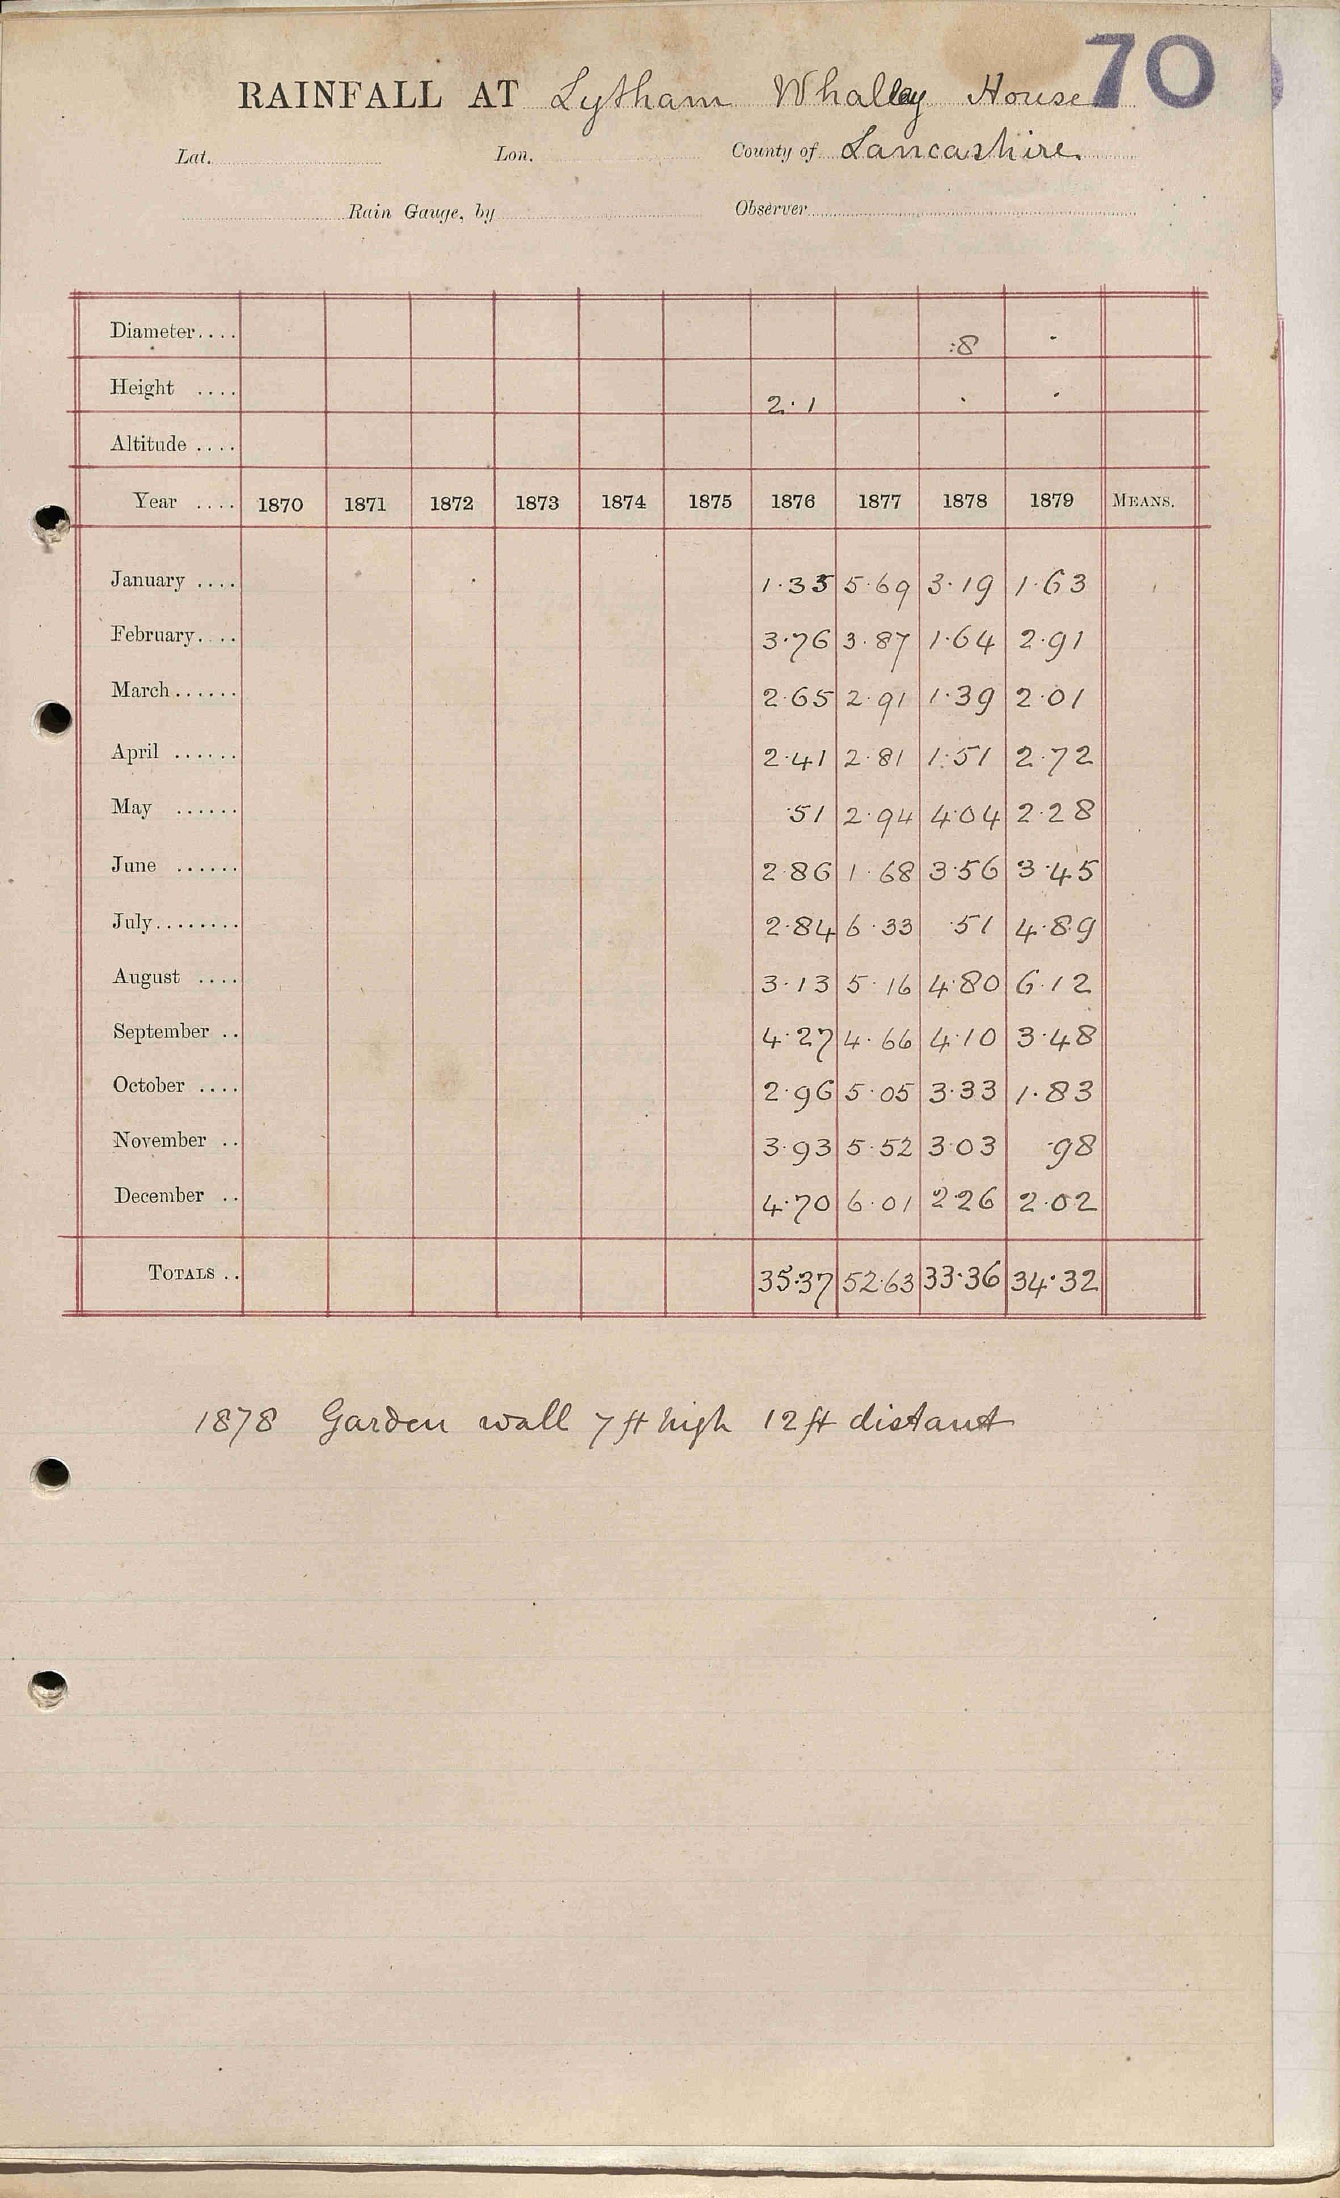 70
RAINFALL AT Lytham Whalley House
Lat. Lon. County of Lancashire.
Rain Gauge, by Observer
Diameter.... :8
Height .... 2.1
Altitude ....
Year .... 1870 1871 1872 1873 1874 1875 1876 1877 1878 1879 MEANS.
January .... 1.35 5.69 3.19 1.63
February.... 3.76 3.87 1.64 2.91
March...... 2.65 2.91 1.39 2.01
April ...... 2.41 2.81 1.51 2.72
May ...... .51 2.94 4.04 2.28
June ...... 2.86 1.68 3.56 3.45
July........ 2.84 6.33 .51 4.89
August .... 3.13 5.16 4.80 6.12
September .. 4.27 4.66 4.10 3.48
October .... 2.96 5.05 3.33 1.83
November .. 3.93 5.52 3.03 .98
December .. 4.70 6.01 2.26 2.02
TOTALS .. 35.37 52.63 33.36 34.32
1878 Garden wall 7 ft high 12 ft distant